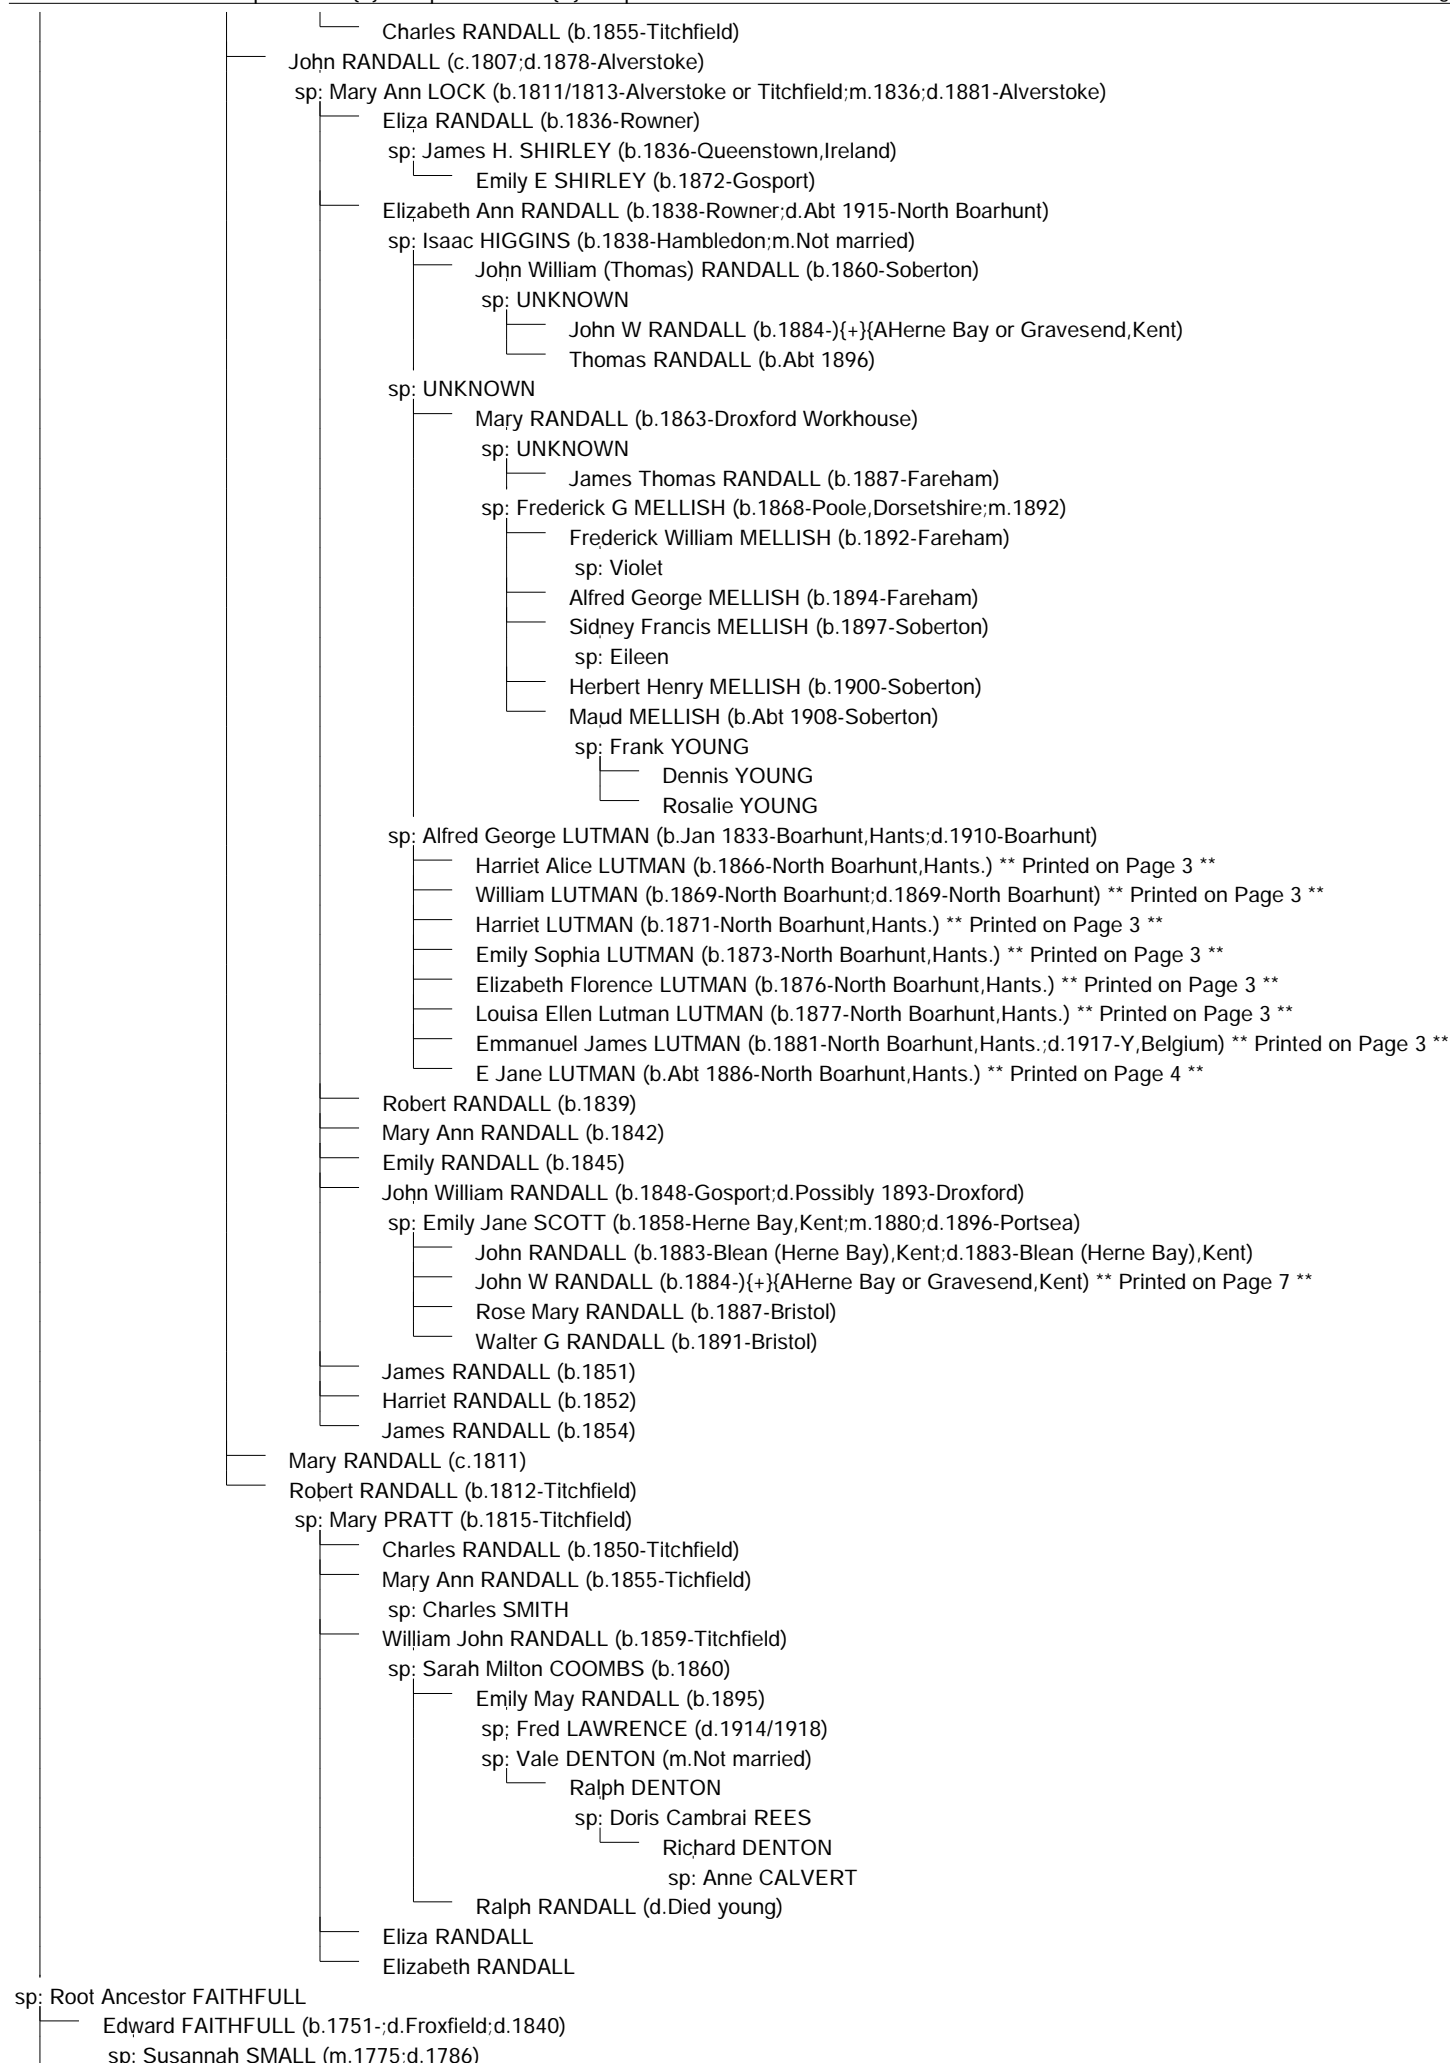 Charles RANDALL (b.1855-Titchfield)
John RANDALL (c.1807;d.1878-Alverstoke)
sp: Mary Ann LOCK (b.1811/1813-Alverstoke or Titchfield;m.1836;d.1881-Alverstoke)
Eliza RANDALL (b.1836-Rowner)
sp: James H. SHIRLEY (b.1836-Queenstown,Ireland)
Emily E SHIRLEY (b.1872-Gosport)
Elizabeth Ann RANDALL (b.1838-Rowner;d.Abt 1915-North Boarhunt)
sp: Isaac HIGGINS (b.1838-Hambledon;m.Not married)
John William (Thomas) RANDALL (b.1860-Soberton)
sp: UNKNOWN
John W RANDALL (b.1884-){+}{AHerne Bay or Gravesend,Kent)
Thomas RANDALL (b.Abt 1896)
sp: UNKNOWN
Mary RANDALL (b.1863-Droxford Workhouse)
sp: UNKNOWN
James Thomas RANDALL (b.1887-Fareham)
sp: Frederick G MELLISH (b.1868-Poole,Dorsetshire;m.1892)
Frederick William MELLISH (b.1892-Fareham)
sp: Violet
Alfred George MELLISH (b.1894-Fareham)
Sidney Francis MELLISH (b.1897-Soberton)
sp: Eileen
Herbert Henry MELLISH (b.1900-Soberton)
Maud MELLISH (b.Abt 1908-Soberton)
sp: Frank YOUNG
Dennis YOUNG
Rosalie YOUNG
sp: Alfred George LUTMAN (b.Jan 1833-Boarhunt,Hants;d.1910-Boarhunt)
Harriet Alice LUTMAN (b.1866-North Boarhunt,Hants.) ** Printed on Page 3 **
William LUTMAN (b.1869-North Boarhunt;d.1869-North Boarhunt) ** Printed on Page 3 **
Harriet LUTMAN (b.1871-North Boarhunt,Hants.) ** Printed on Page 3 **
Emily Sophia LUTMAN (b.1873-North Boarhunt,Hants.) ** Printed on Page 3 **
Elizabeth Florence LUTMAN (b.1876-North Boarhunt,Hants.) ** Printed on Page 3 **
Louisa Ellen Lutman LUTMAN (b.1877-North Boarhunt,Hants.) ** Printed on Page 3 **
Emmanuel James LUTMAN (b.1881-North Boarhunt,Hants.;d.1917-Y,Belgium) ** Printed on Page 3 **
E Jane LUTMAN (b.Abt 1886-North Boarhunt,Hants.) ** Printed on Page 4 **
Robert RANDALL (b.1839)
Mary Ann RANDALL (b.1842)
Emily RANDALL (b.1845)
John William RANDALL (b.1848-Gosport;d.Possibly 1893-Droxford)
sp: Emily Jane SCOTT (b.1858-Herne Bay,Kent;m.1880;d.1896-Portsea)
John RANDALL (b.1883-Blean (Herne Bay),Kent;d.1883-Blean (Herne Bay),Kent)
John W RANDALL (b.1884-){+}{AHerne Bay or Gravesend,Kent) ** Printed on Page 7 **
Rose Mary RANDALL (b.1887-Bristol)
Walter G RANDALL (b.1891-Bristol)
James RANDALL (b.1851)
Harriet RANDALL (b.1852)
James RANDALL (b.1854)
Mary RANDALL (c.1811)
Robert RANDALL (b.1812-Titchfield)
sp: Mary PRATT (b.1815-Titchfield)
Charles RANDALL (b.1850-Titchfield)
Mary Ann RANDALL (b.1855-Tichfield)
sp: Charles SMITH
William John RANDALL (b.1859-Titchfield)
sp: Sarah Milton COOMBS (b.1860)
Emily May RANDALL (b.1895)
sp: Fred LAWRENCE (d.1914/1918)
sp: Vale DENTON (m.Not married)
Ralph DENTON
sp: Doris Cambrai REES
Richard DENTON
sp: Anne CALVERT
Ralph RANDALL (d.Died young)
Eliza RANDALL
Elizabeth RANDALL
sp: Root Ancestor FAITHFULL
Edward FAITHFULL (b.1751-;d.Froxfield;d.1840)
sp: Susannah SMALL (m.1775;d.1786)